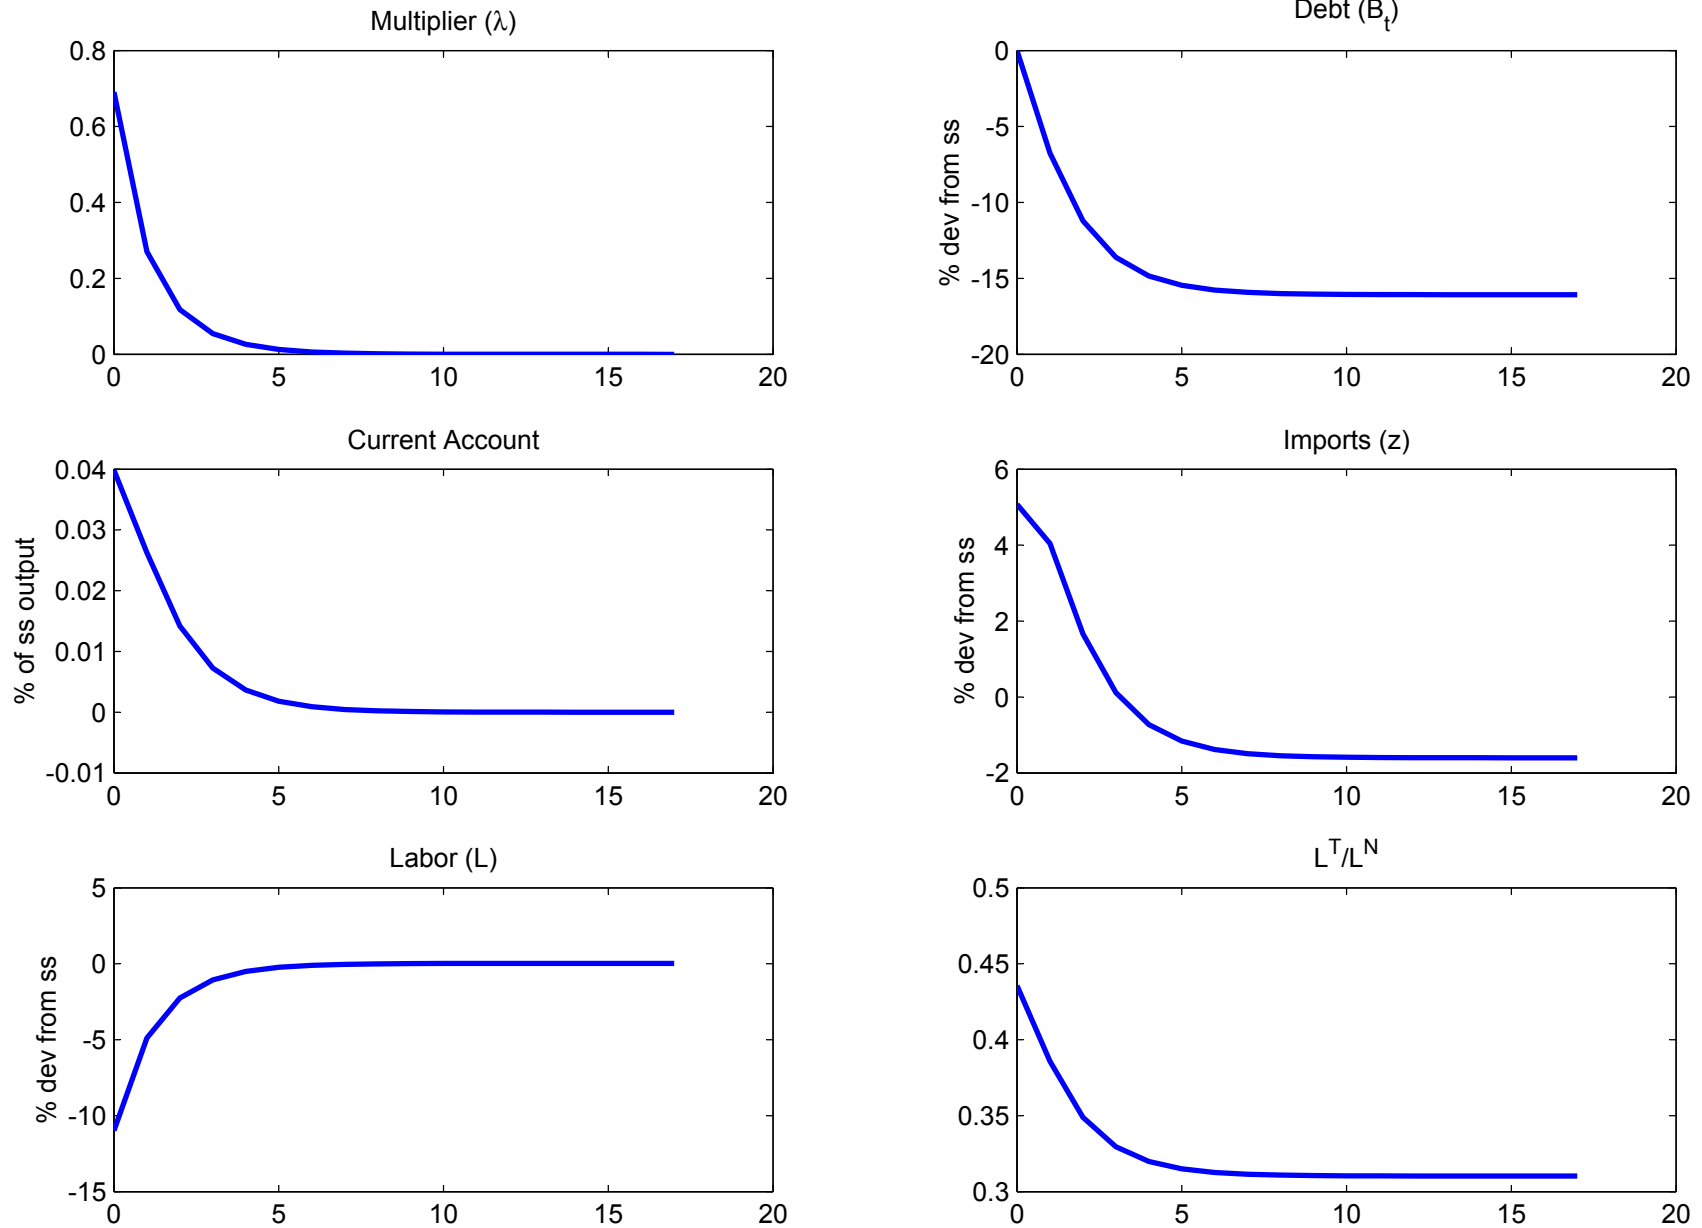 Multiplier (λ)
0.8
0.6
0.4
0.2
0
0 5 10 15 20
Debt (Bt)
% dev from ss
0
-5
-10
-15
-20
0 5 10 15 20
Current Account
% of ss output
0.04
0.03
0.02
0.01
0
-0.01
0 5 10 15 20
Imports (z)
% dev from ss
6
4
2
0
-2
0 5 10 15 20
Labor (L)
% dev from ss
5
0
-5
-10
-15
0 5 10 15 20
L^T/L^N
0.5
0.45
0.4
0.35
0.3
0 5 10 15 20